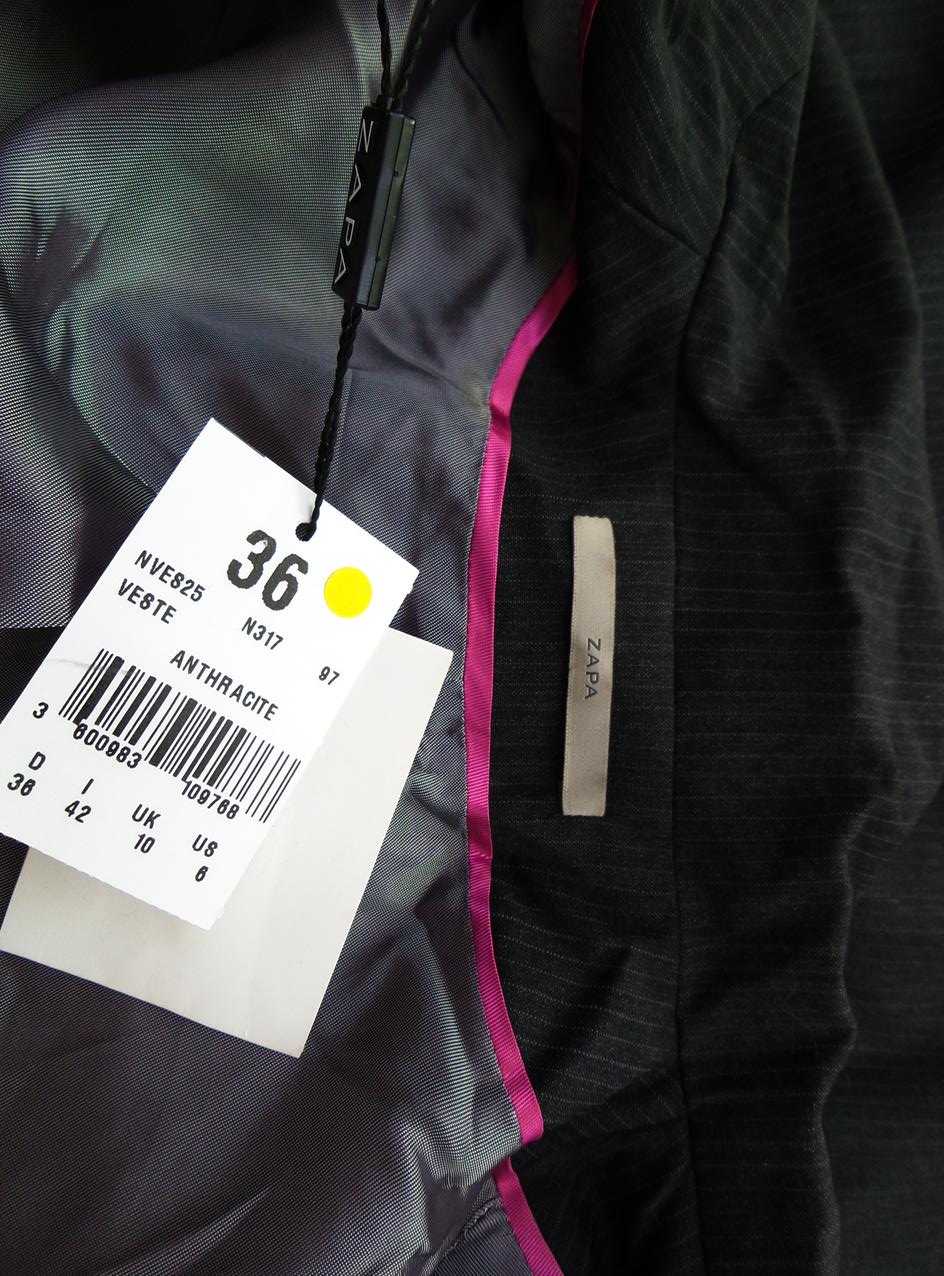 ZAPA
36
NVE825
N317
97
VESTE
ANTHRACITE
3
600983
109768
D
I
UK
US
36
42
10
6
ZAPA